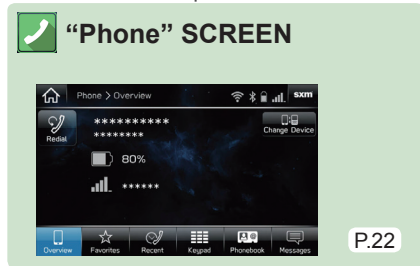 “Phone” SCREEN
Phone > Overview
sxm
Redial
**********
********
Change Device
80%
******
Overview Favorites Recent Keypad Phonebook Messages
P.22